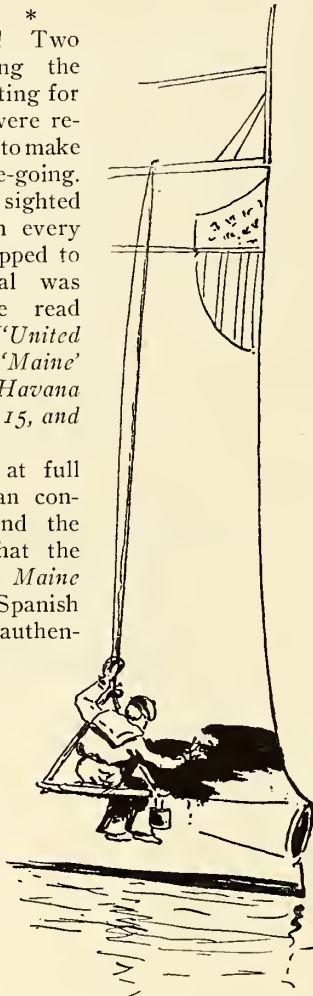 *
Two
ng the
ting for
vere re-
to make
e-going.
sighted
n every
pped to
al was
e read
"United
'Maine'
Havana
15, and
at full
an con-
nd the
hat the
Maine
Spanish
authen-